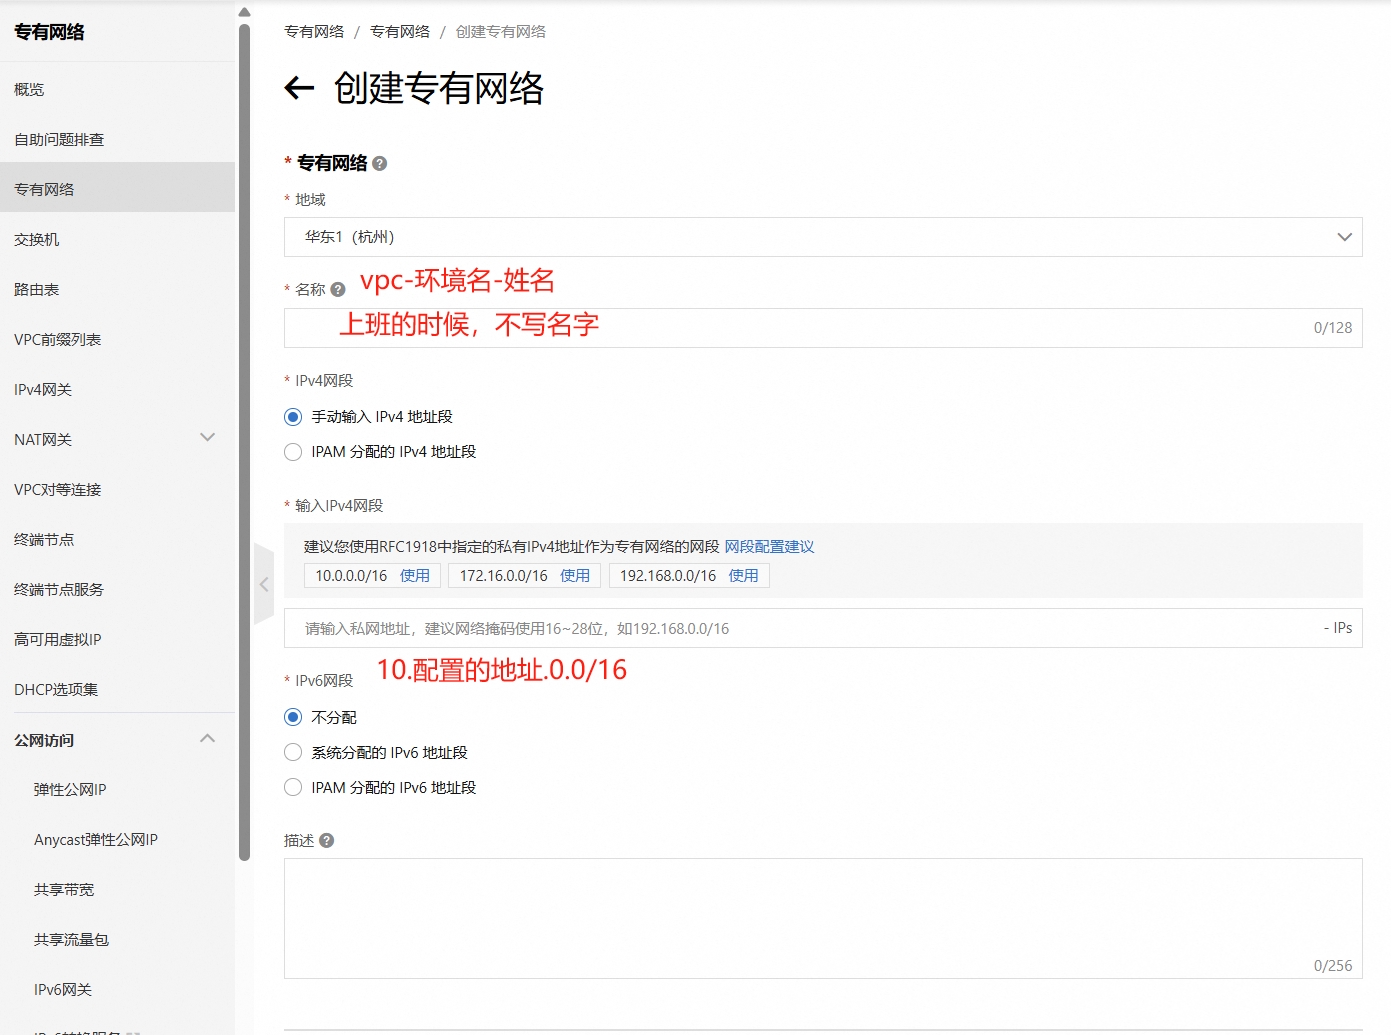 专有网络
概览
自助问题排查
专有网络
交换机
路由表
VPC前缀列表
IPv4网关
NAT网关
VPC对等连接
终端节点
终端节点服务
高可用虚拟IP
DHCP选项集
公网访问
弹性公网IP
Anycast弹性公网IP
共享带宽
共享流量包
IPv6网关
专有网络 / 专有网络 / 创建专有网络
← 创建专有网络
* 专有网络 ?
* 地域
华东1（杭州）
* 名称 ? vpc-环境名-姓名
上班的时候，不写名字 0/128
* IPv4网段
手动输入 IPv4 地址段
IPAM 分配的 IPv4 地址段
* 输入IPv4网段
建议您使用RFC1918中指定的私有IPv4地址作为专有网络的网段 网段配置建议
10.0.0.0/16 使用 172.16.0.0/16 使用 192.168.0.0/16 使用
请输入私网地址，建议网络掩码使用16~28位，如192.168.0.0/16 - IPs
10.配置的地址.0.0/16
* IPv6网段
不分配
系统分配的 IPv6 地址段
IPAM 分配的 IPv6 地址段
描述 ?
0/256